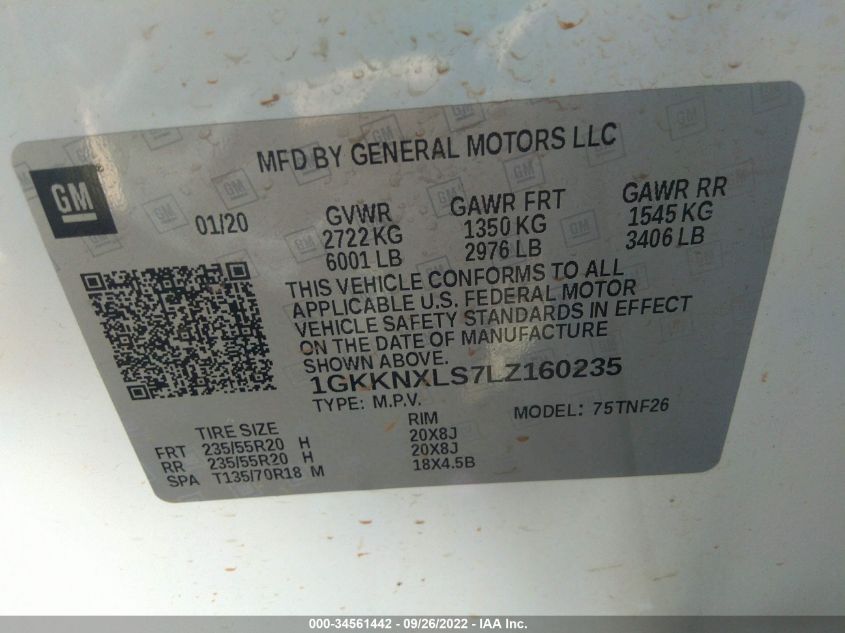 MFD BY GENERAL MOTORS LLC
GM
01/20
GVWR
2722 KG
6001 LB
GAWR FRT
1350 KG
2976 LB
GAWR RR
1545 KG
3406 LB
THIS VEHICLE CONFORMS TO ALL
APPLICABLE U.S. FEDERAL MOTOR
VEHICLE SAFETY STANDARDS IN EFFECT
ON THE DATE OF MANUFACTURE
SHOWN ABOVE.
1GKKNXLS7LZ160235
TYPE: M.P.V.
MODEL: 75TNF26
TIRE SIZE RIM
FRT 235/55R20 H 20X8J
RR 235/55R20 H 20X8J
SPA T135/70R18 M 18X4.5B
000-34561442 - 09/26/2022 - IAA Inc.